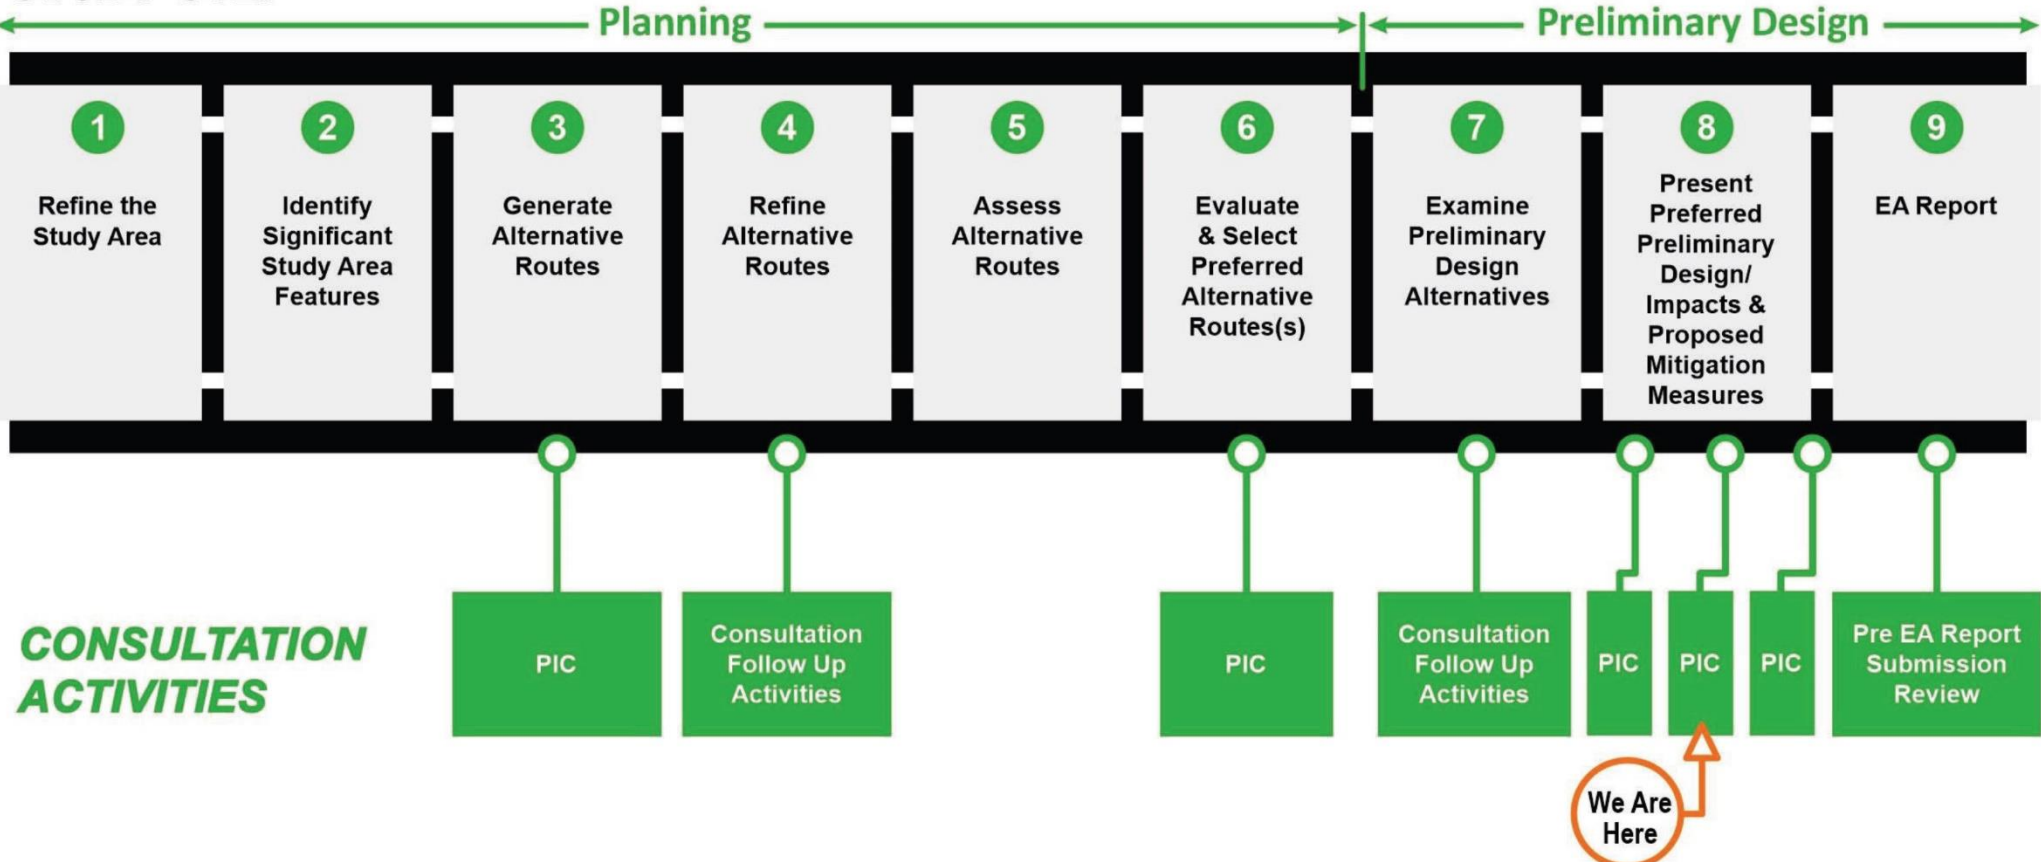 Planning
Preliminary Design
1
Refine the
Study Area
2
Identify
Significant
Study Area
Features
3
Generate
Alternative
Routes
4
Refine
Alternative
Routes
5
Assess
Alternative
Routes
6
Evaluate
& Select
Preferred
Alternative
Routes(s)
7
Examine
Preliminary
Design
Alternatives
8
Present
Preferred
Preliminary
Design/
Impacts &
Proposed
Mitigation
Measures
9
EA Report
CONSULTATION
ACTIVITIES
PIC
Consultation
Follow Up
Activities
PIC
Consultation
Follow Up
Activities
PIC
PIC
PIC
Pre EA Report
Submission
Review
We Are
Here